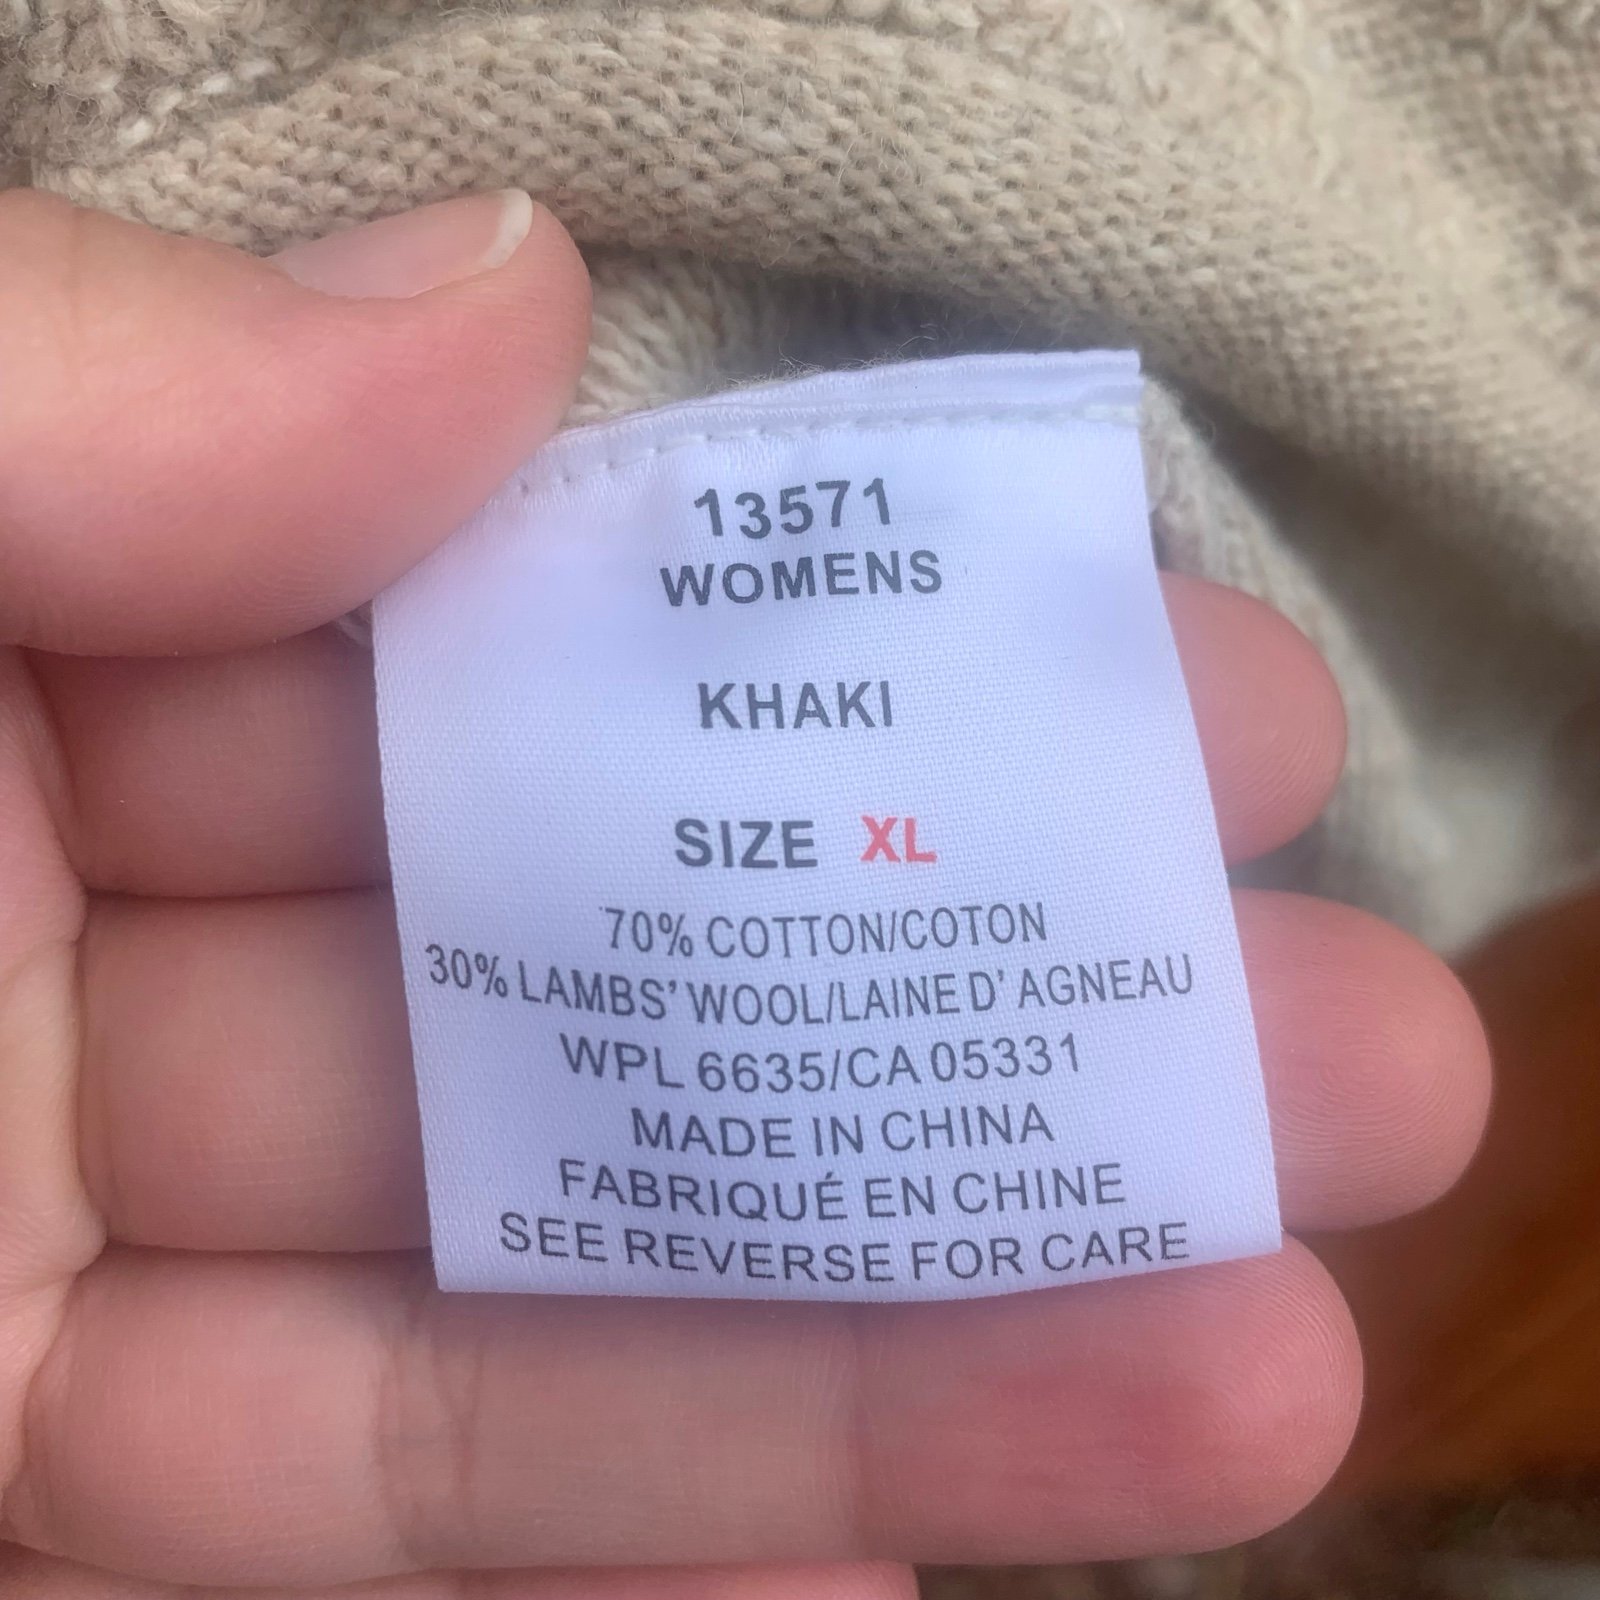 13571
WOMENS
KHAKI
SIZE XL
70% COTTON/COTON
30% LAMBS' WOOL/LAINE D' AGNEAU
WPL 6635/CA 05331
MADE IN CHINA
FABRIQUÉ EN CHINE
SEE REVERSE FOR CARE